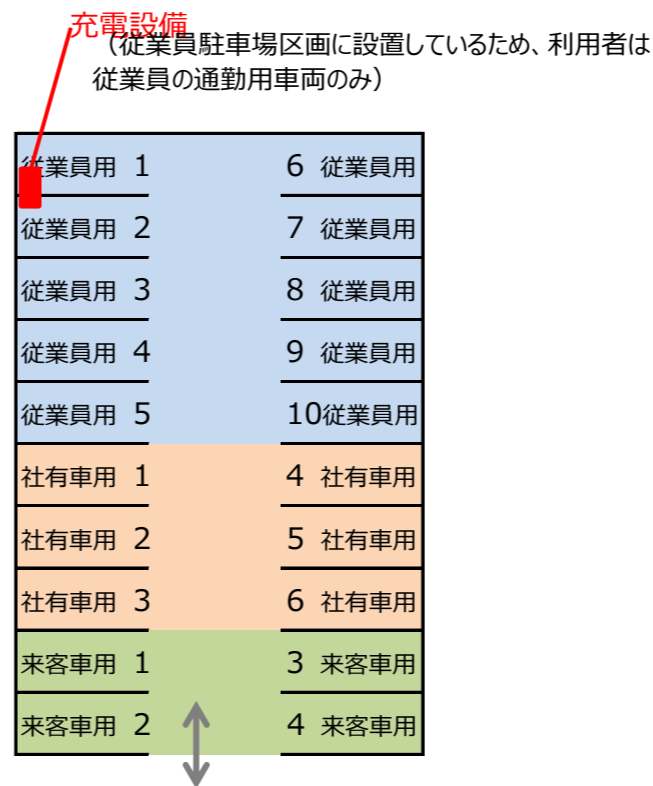 充電設備
（従業員駐車場区画に設置しているため、利用者は
従業員の通勤用車両のみ）
従業員用 1 6 従業員用
従業員用 2 7 従業員用
従業員用 3 8 従業員用
従業員用 4 9 従業員用
従業員用 5 10従業員用
社有車用 1 4 社有車用
社有車用 2 5 社有車用
社有車用 3 6 社有車用
来客車用 1 3 来客車用
来客車用 2 4 来客車用